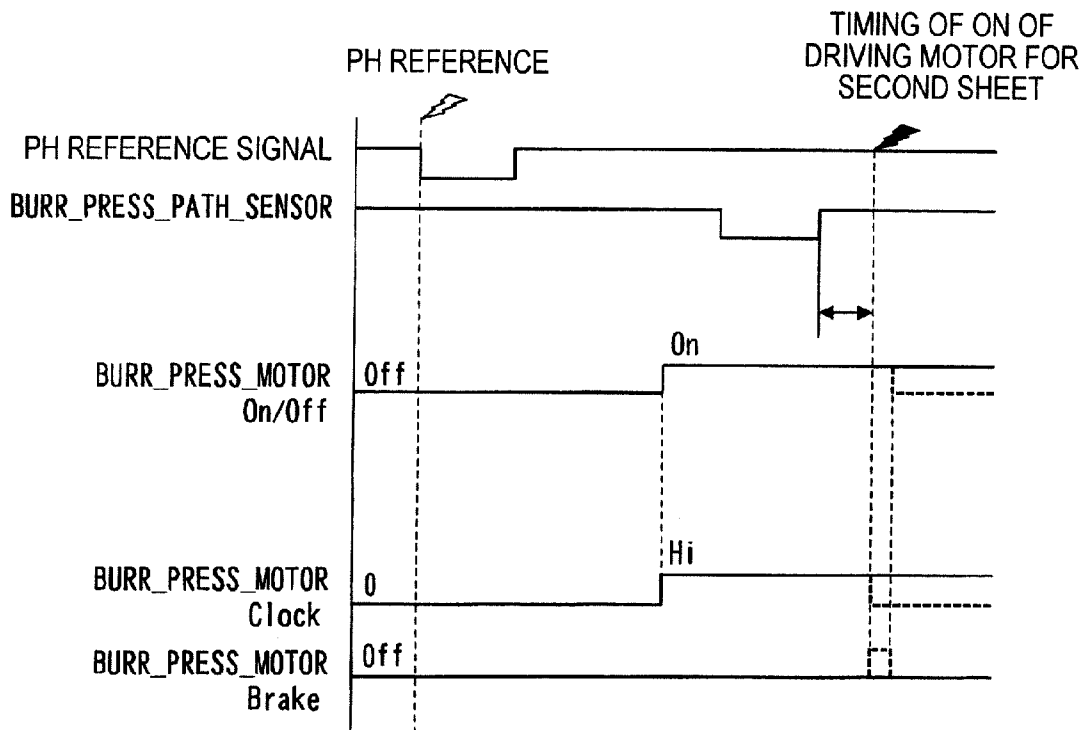 TIMING OF ON OF
DRIVING MOTOR FOR
SECOND SHEET
PH REFERENCE
PH REFERENCE SIGNAL
BURR_PRESS_PATH_SENSOR
On
BURR_PRESS_MOTOR
On/Off
Off
Hi
BURR_PRESS_MOTOR
Clock
0
BURR_PRESS_MOTOR
Brake
Off